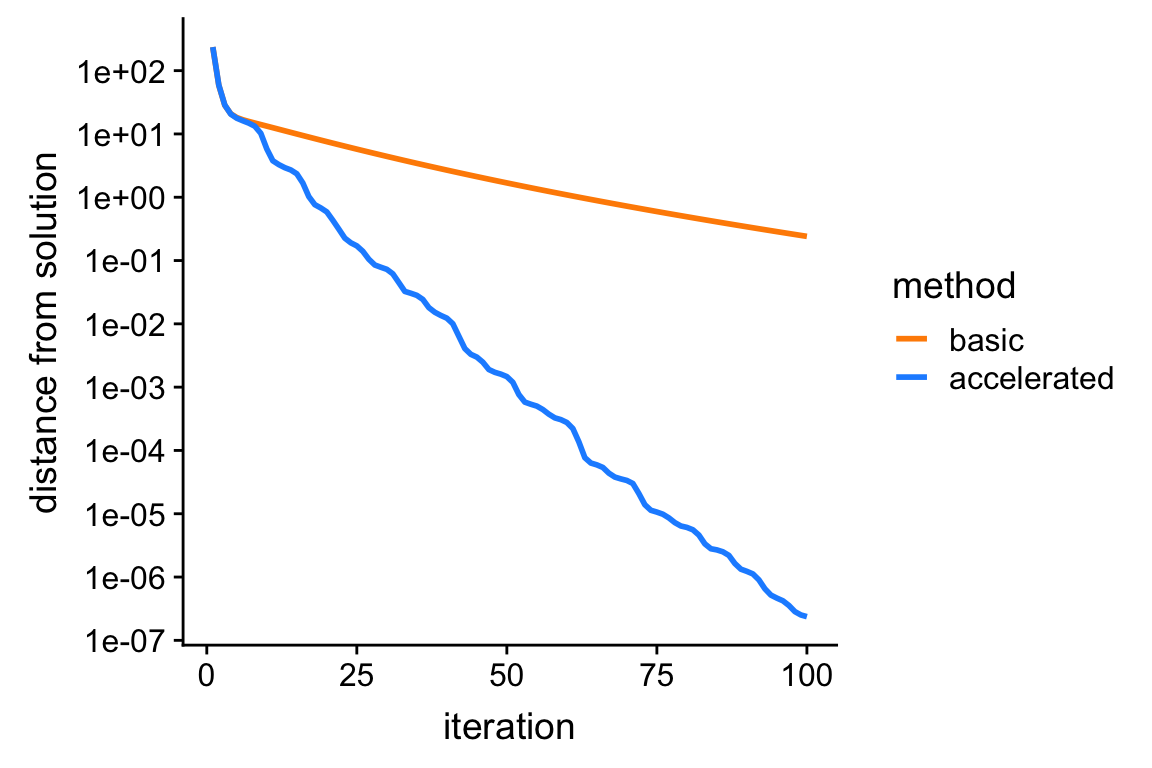 distance from solution
1e+02
1e+01
1e+00
1e-01
1e-02
1e-03
1e-04
1e-05
1e-06
1e-07
0 25 50 75 100
iteration
method
basic
accelerated